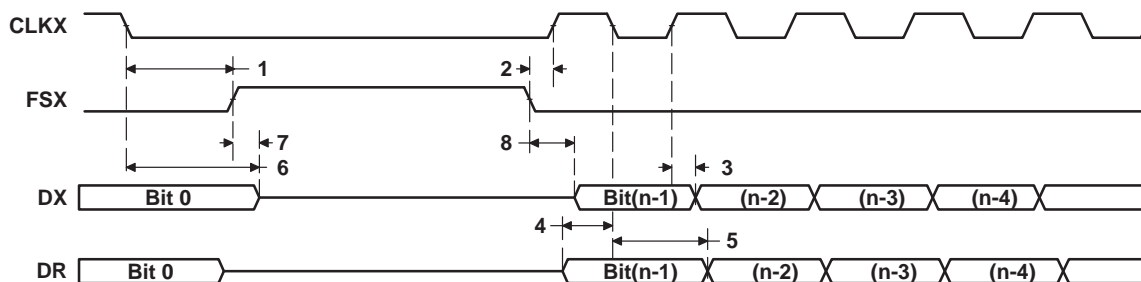 CLKX
1
2
FSX
7
8
6
3
DX
Bit 0
Bit(n-1)
(n-2)
(n-3)
(n-4)
4
5
DR
Bit 0
Bit(n-1)
(n-2)
(n-3)
(n-4)